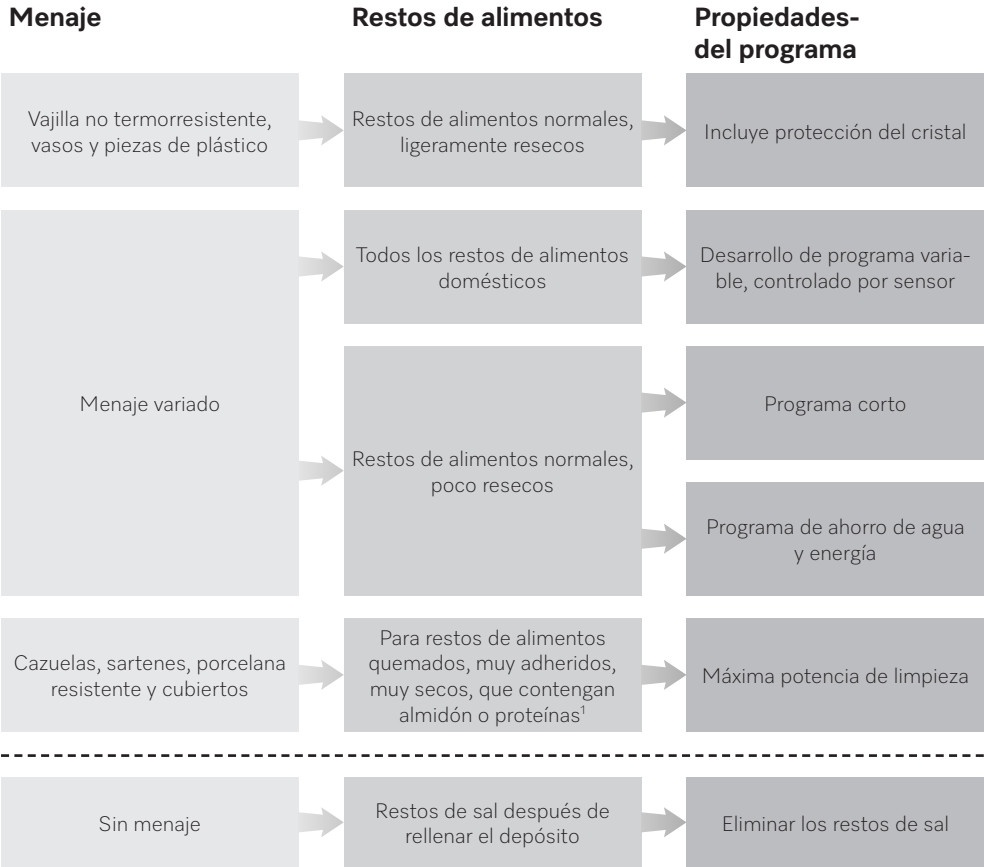 Menaje
Restos de alimentos
Propiedades-
del programa
Vajilla no termorresistente,
vasos y piezas de plástico
Restos de alimentos normales,
ligeramente resecos
Incluye protección del cristal
Menaje variado
Todos los restos de alimentos
domésticos
Desarrollo de programa varia-
ble, controlado por sensor
Restos de alimentos normales,
poco resecos
Programa corto
Programa de ahorro de agua
y energía
Cazuelas, sartenes, porcelana
resistente y cubiertos
Para restos de alimentos
quemados, muy adheridos,
muy secos, que contengan
almidón o proteínas¹
Máxima potencia de limpieza
Sin menaje
Restos de sal después de
rellenar el depósito
Eliminar los restos de sal